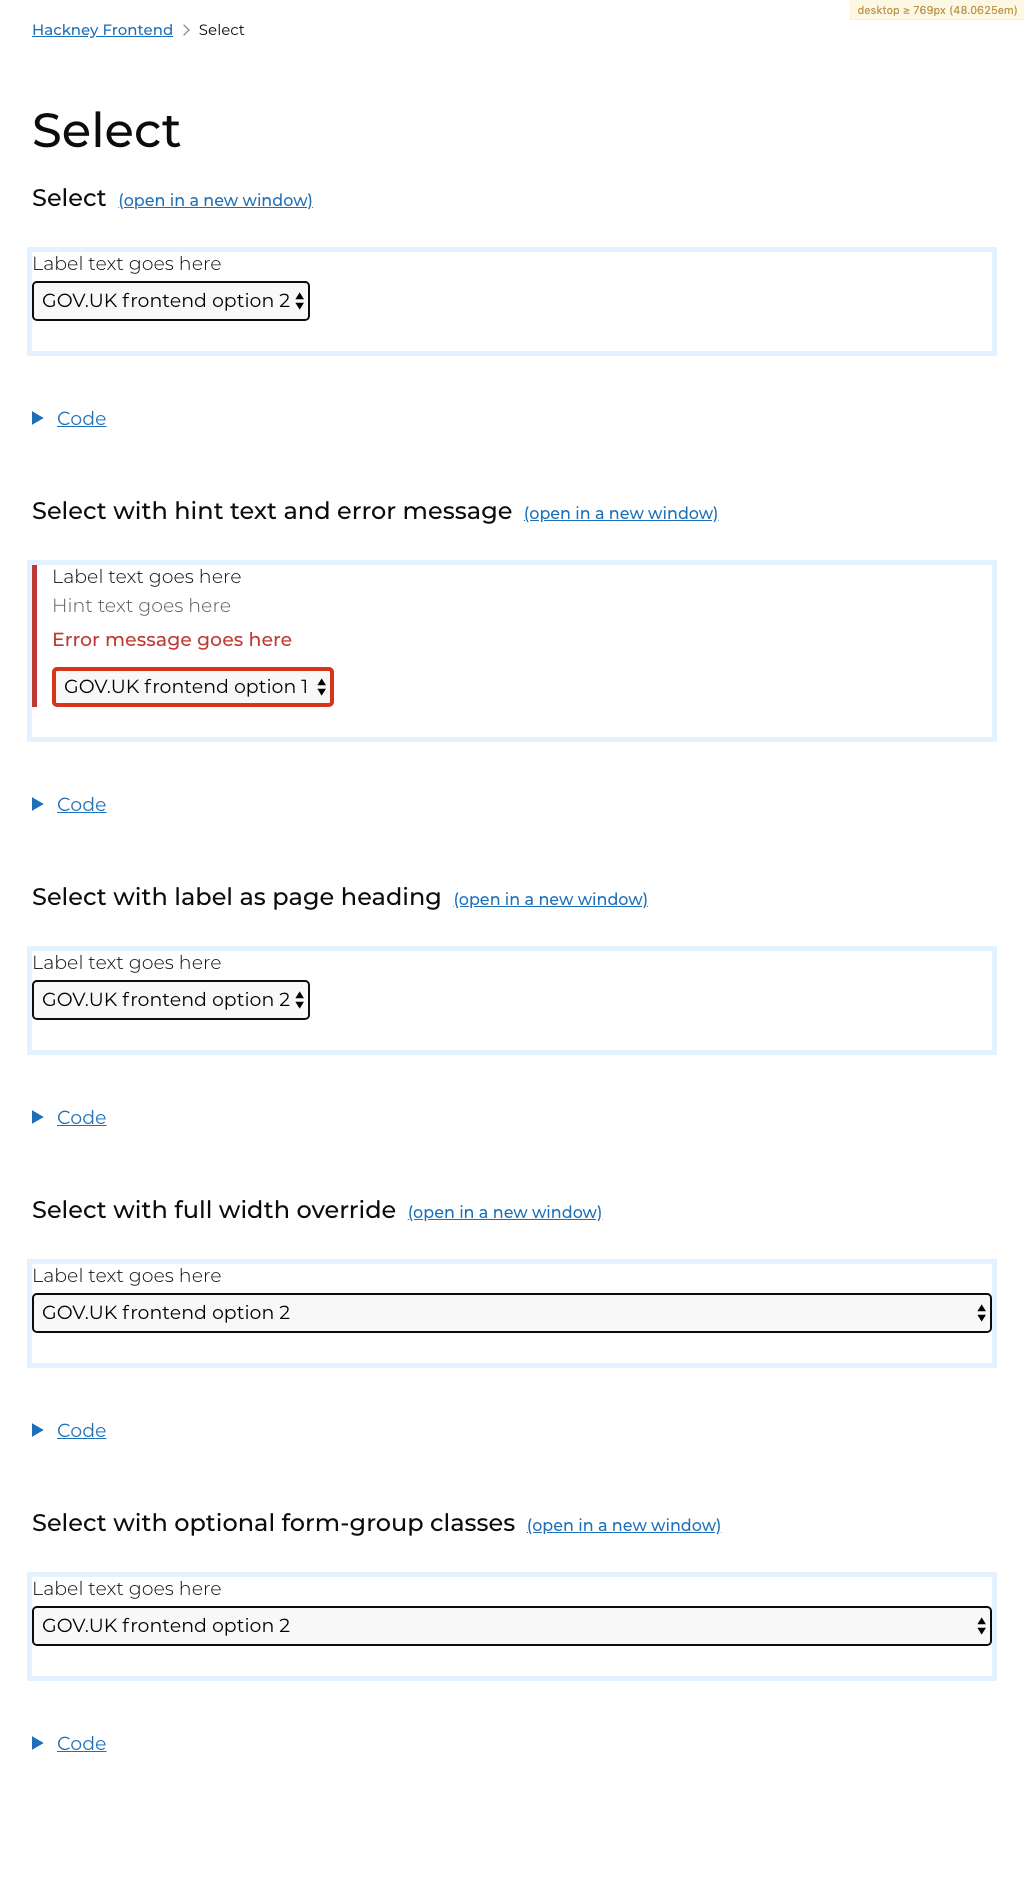 desktop ≥ 769px (48.0625em)
Hackney Frontend > Select
Select
Select (open in a new window)
Label text goes here
GOV.UK frontend option 2
Code
Select with hint text and error message (open in a new window)
Label text goes here
Hint text goes here
Error message goes here
GOV.UK frontend option 1
Code
Select with label as page heading (open in a new window)
Label text goes here
GOV.UK frontend option 2
Code
Select with full width override (open in a new window)
Label text goes here
GOV.UK frontend option 2
Code
Select with optional form-group classes (open in a new window)
Label text goes here
GOV.UK frontend option 2
Code